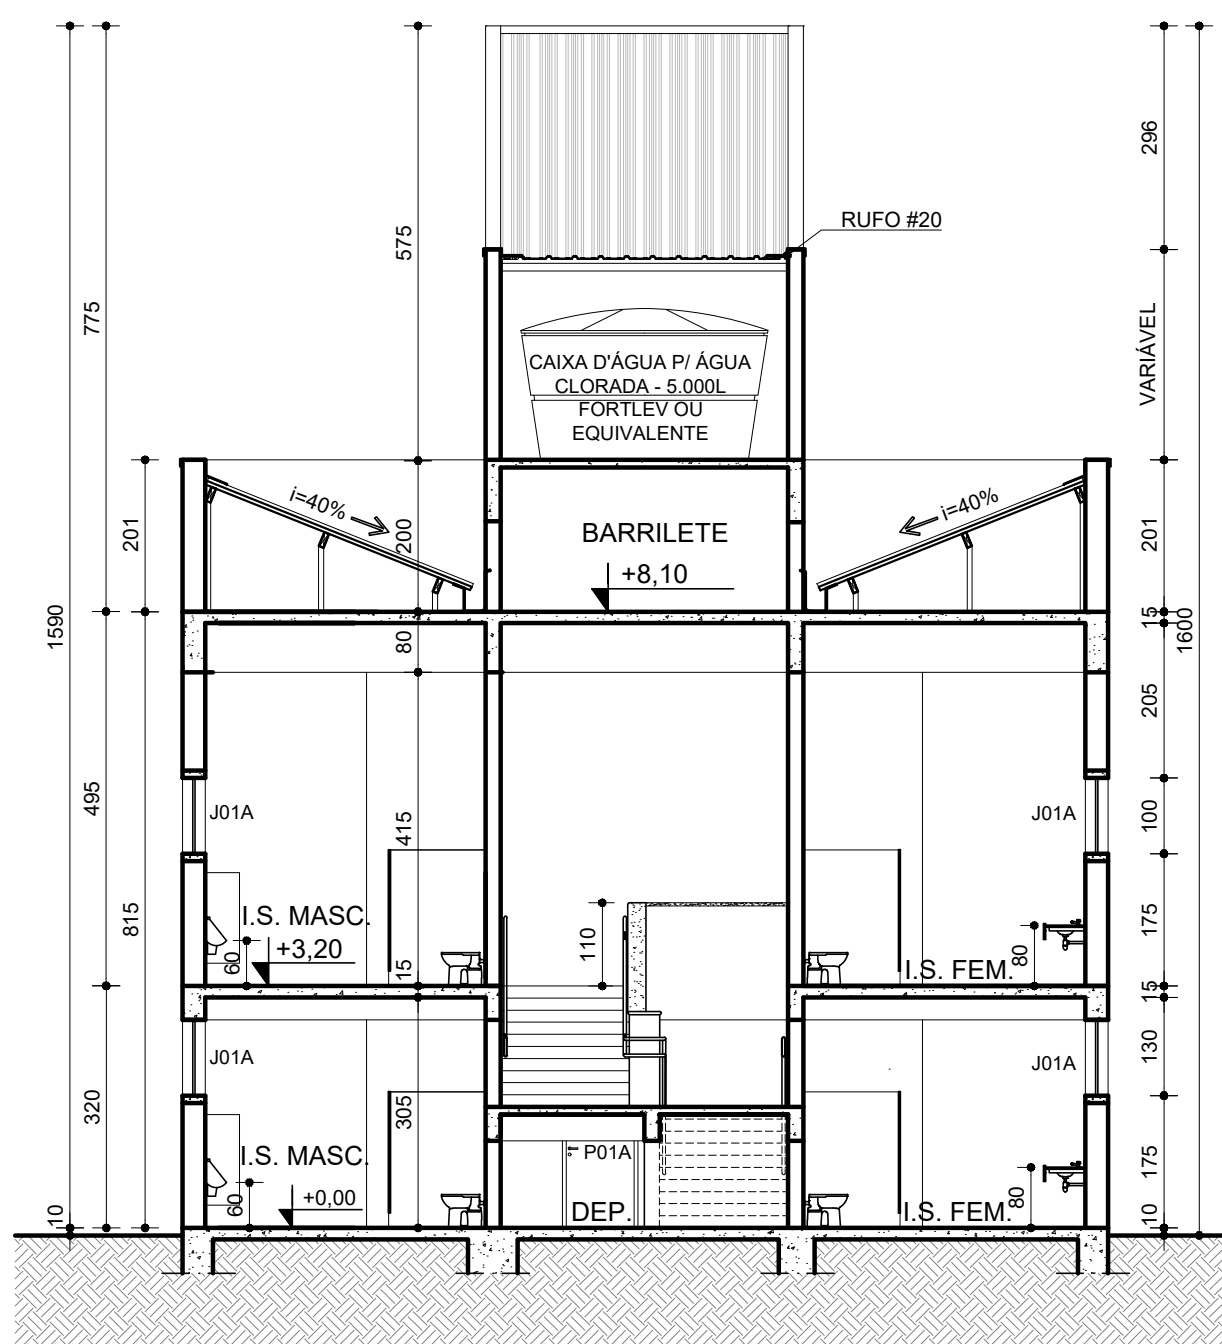 296
RUFO #20
575
775
VARIÁVEL
CAIXA D'ÁGUA P/ ÁGUA
CLORADA - 5.000L
FORTLEV OU
EQUIVALENTE
i=40%
i=40%
201
200
BARRILETE
201
+8,10
15
1590
80
1600
205
495
J01A
415
J01A
100
815
I.S. MASC.
110
175
+3,20
60
15
80
I.S. FEM.
15
J01A
J01A
130
320
305
I.S. MASC.
P01A
175
60
+0,00
DEP.
I.S. FEM.
80
10
10